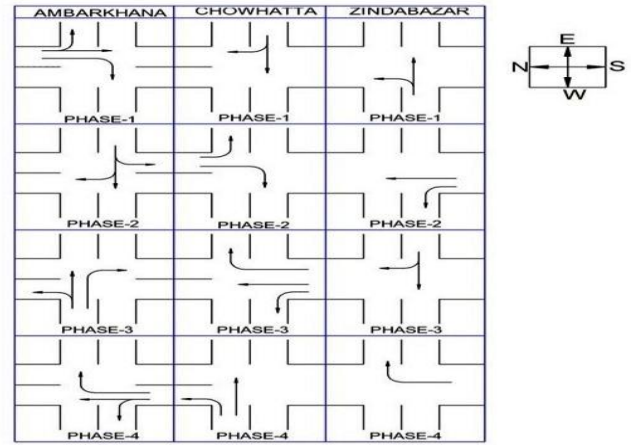 AMBARKHANA CHOWHATTA ZINDABAZAR
E
N S
W
PHASE-1 PHASE-1 PHASE-1
PHASE-2 PHASE-2 PHASE-2
PHASE-3 PHASE-3 PHASE-3
PHASE-4 PHASE-4 PHASE-4